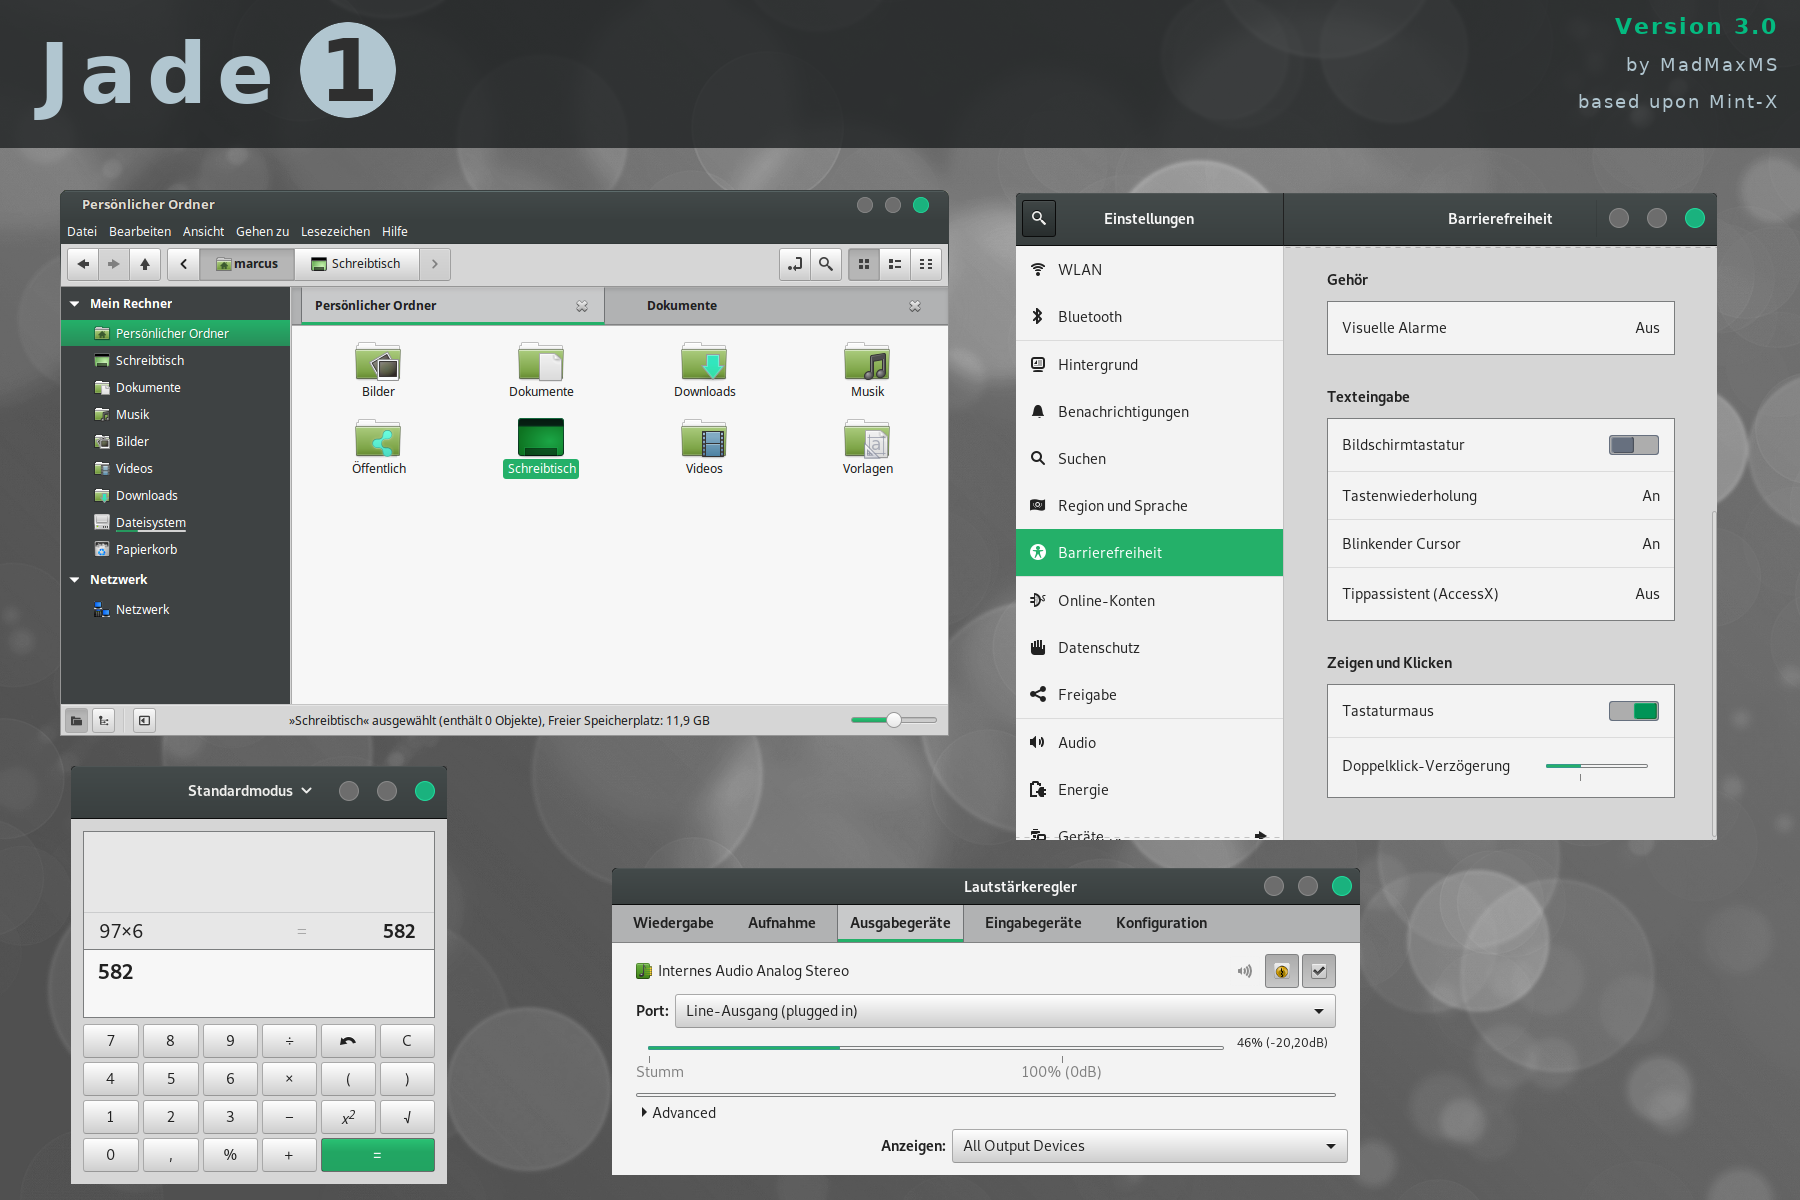 Jade 1
Version 3.0
by MadMaxMS
based upon Mint-X
Persönlicher Ordner
Datei Bearbeiten Ansicht Gehen zu Lesezeichen Hilfe
marcus Schreibtisch
Mein Rechner
Persönlicher Ordner
Schreibtisch
Dokumente
Musik
Bilder
Videos
Downloads
Dateisystem
Papierkorb
Netzwerk
Netzwerk
Persönlicher Ordner Dokumente
Bilder Dokumente Downloads Musik
Öffentlich Schreibtisch Videos Vorlagen
»Schreibtisch« ausgewählt (enthält 0 Objekte), Freier Speicherplatz: 11,9 GB
Einstellungen
WLAN
Bluetooth
Hintergrund
Benachrichtigungen
Suchen
Region und Sprache
Barrierefreiheit
Online-Konten
Datenschutz
Freigabe
Audio
Energie
Geräte
Barrierefreiheit
Gehör
Visuelle Alarme Aus
Texteingabe
Bildschirmtastatur
Tastenwiederholung An
Blinkender Cursor An
Tippassistent (AccessX) Aus
Zeigen und Klicken
Tastaturmaus
Doppelklick-Verzögerung
Standardmodus
97×6 = 582
582
7 8 9 ÷ C
4 5 6 × ( )
1 2 3 − x² √
0 , % + =
Lautstärkeregler
Wiedergabe Aufnahme Ausgabegeräte Eingabegeräte Konfiguration
Internes Audio Analog Stereo
Port: Line-Ausgang (plugged in)
46% (-20,20dB)
Stumm 100% (0dB)
Advanced
Anzeigen: All Output Devices